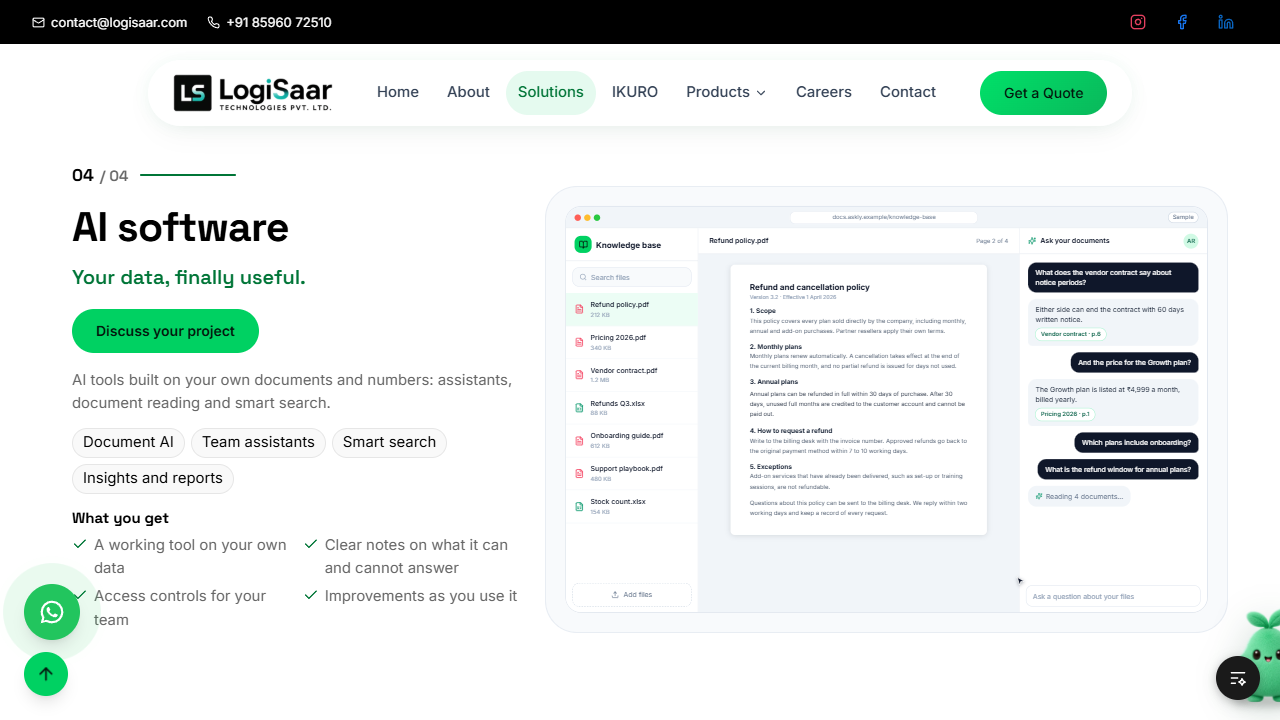 contact@logisaar.com
+91 85960 72510
LS LogiSaar
TECHNOLOGIES PVT. LTD.
Home
About
Solutions
IKURO
Products
Careers
Contact
Get a Quote
04 / 04
AI software
Your data, finally useful.
Discuss your project
AI tools built on your own documents and numbers: assistants,
document reading and smart search.
Document AI
Team assistants
Smart search
Insights and reports
What you get
A working tool on your own
data
Clear notes on what it can
and cannot answer
Access controls for your
team
Improvements as you use it
docs.askly.example/knowledge-base
Sample
Knowledge base
Search files
Refund policy.pdf
212 KB
Pricing 2026.pdf
340 KB
Vendor contract.pdf
1.2 MB
Refunds Q3.xlsx
88 KB
Onboarding guide.pdf
612 KB
Support playbook.pdf
480 KB
Stock count.xlsx
154 KB
Add files
Refund policy.pdf
Page 2 of 4
Refund and cancellation policy
Version 3.2 · Effective 1 April 2026
1. Scope
This policy covers every plan sold directly by the company, including monthly,
annual and add-on purchases. Partner resellers apply their own terms.
2. Monthly plans
Monthly plans renew automatically. A cancellation takes effect at the end of
the current billing month, and no partial refund is issued for days not used.
3. Annual plans
Annual plans can be refunded in full within 30 days of purchase. After 30
days, unused full months are credited to the customer account and cannot be
paid out.
4. How to request a refund
Write to the billing desk with the invoice number. Approved refunds go back to
the original payment method within 7 to 10 working days.
5. Exceptions
Add-on services that have already been delivered, such as set-up or training
sessions, are not refundable.
Questions about this policy can be sent to the billing desk. We reply within two
working days and keep a record of every request.
Ask your documents
AR
What does the vendor contract say about
notice periods?
Either side can end the contract with 60 days
written notice.
Vendor contract · p.6
And the price for the Growth plan?
The Growth plan is listed at ₹4,999 a month,
billed yearly.
Pricing 2026 · p.1
Which plans include onboarding?
What is the refund window for annual plans?
Reading 4 documents...
Ask a question about your files